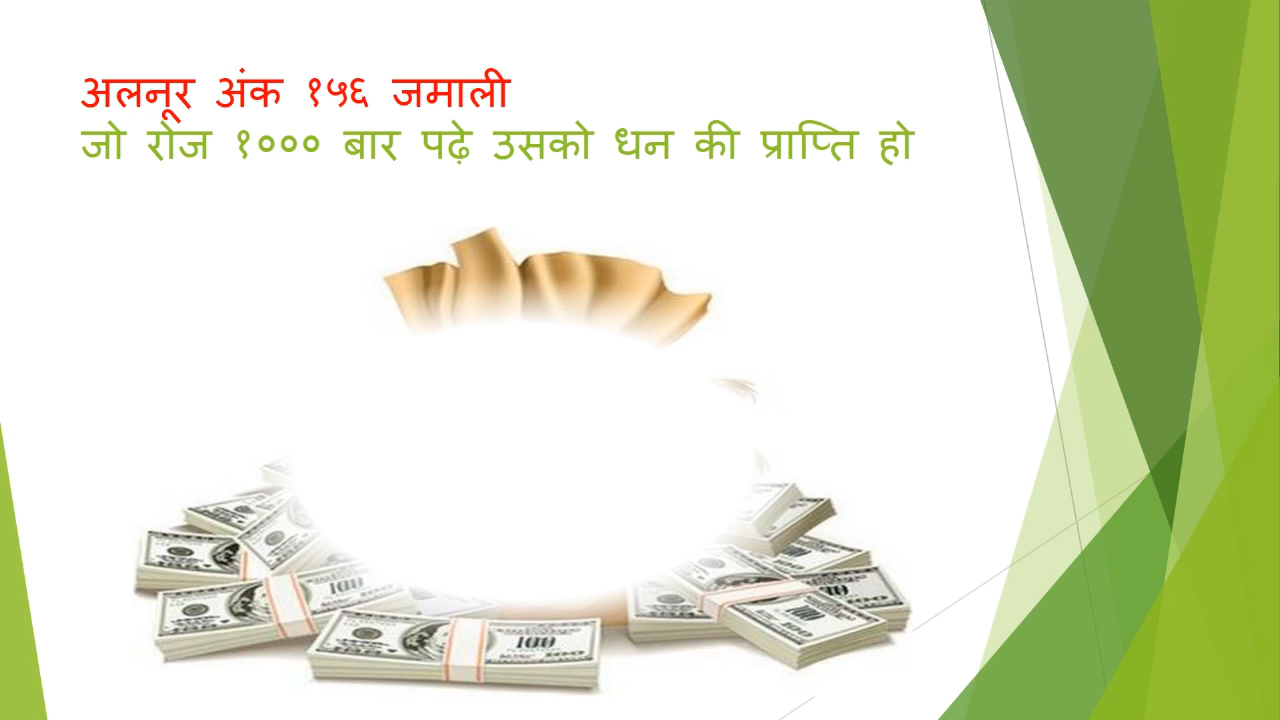 अलनूर अंक १५६ जमाली
जो रोज १००० बार पढ़े उसको धन की प्राप्ति हो